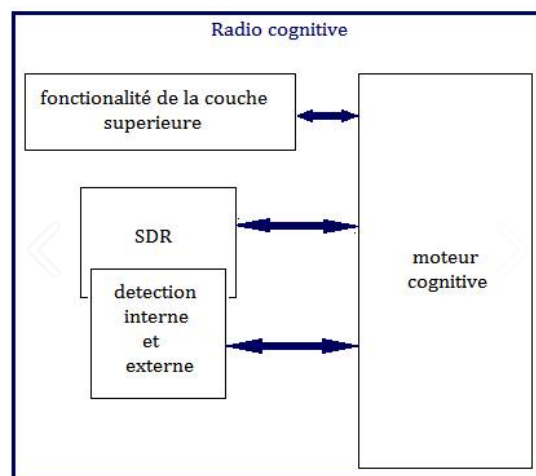 Radio cognitive
fonctionalité de la couche
superieure
SDR
detection
interne
et
externe
moteur
cognitive